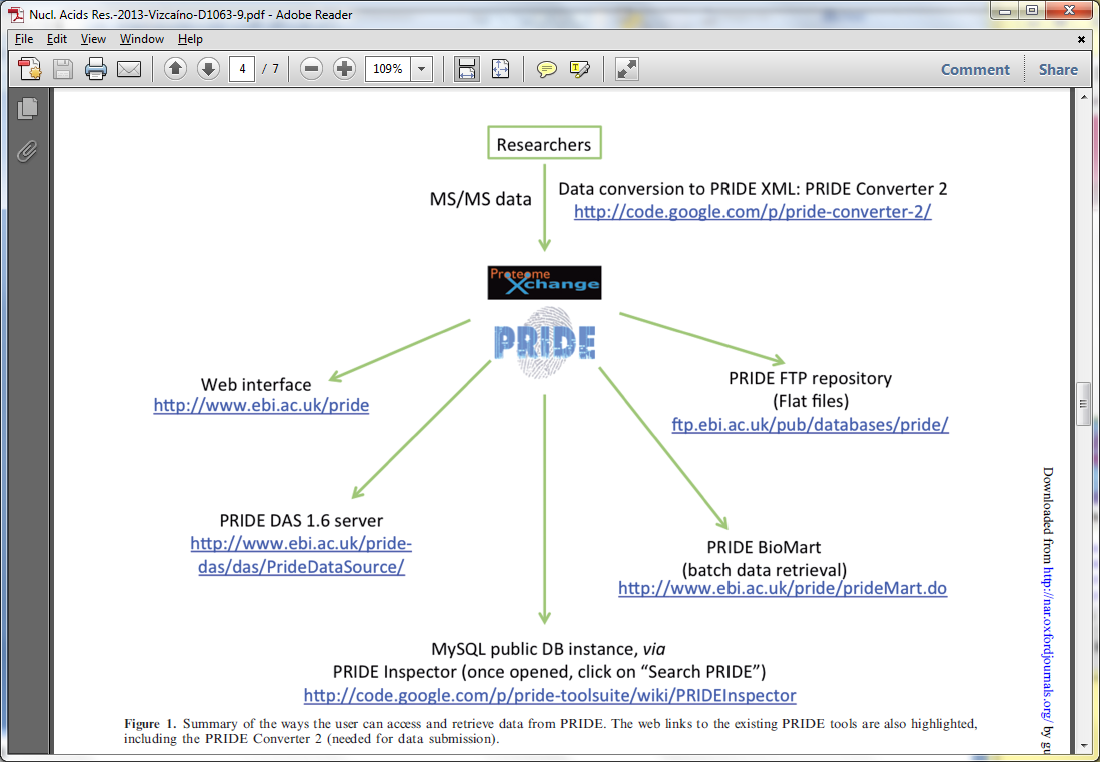 Nucl. Acids Res.-2013-Vizcaíno-D1063-9.pdf - Adobe Reader
File Edit View Window Help
4 / 7 109% Comment Share
Researchers
MS/MS data
Data conversion to PRIDE XML: PRIDE Converter 2
http://code.google.com/p/pride-converter-2/
Proteome
Xchange
PRIDE
Web interface
http://www.ebi.ac.uk/pride
PRIDE FTP repository
(Flat files)
ftp.ebi.ac.uk/pub/databases/pride/
PRIDE DAS 1.6 server
http://www.ebi.ac.uk/pride-
das/das/PrideDataSource/
PRIDE BioMart
(batch data retrieval)
http://www.ebi.ac.uk/pride/prideMart.do
MySQL public DB instance, via
PRIDE Inspector (once opened, click on “Search PRIDE”)
http://code.google.com/p/pride-toolsuite/wiki/PRIDEInspector
Figure 1. Summary of the ways the user can access and retrieve data from PRIDE. The web links to the existing PRIDE tools are also highlighted,
including the PRIDE Converter 2 (needed for data submission).
Downloaded from http://nar.oxfordjournals.org/ by gu